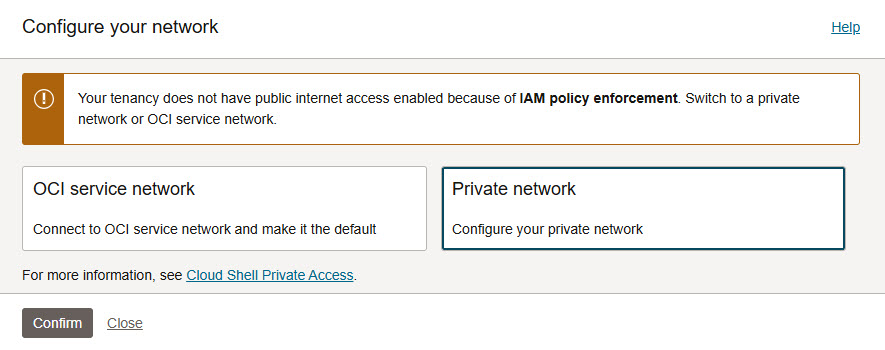 Configure your network
Help
Your tenancy does not have public internet access enabled because of IAM policy enforcement. Switch to a private
network or OCI service network.
OCI service network
Connect to OCI service network and make it the default
Private network
Configure your private network
For more information, see Cloud Shell Private Access.
Confirm
Close